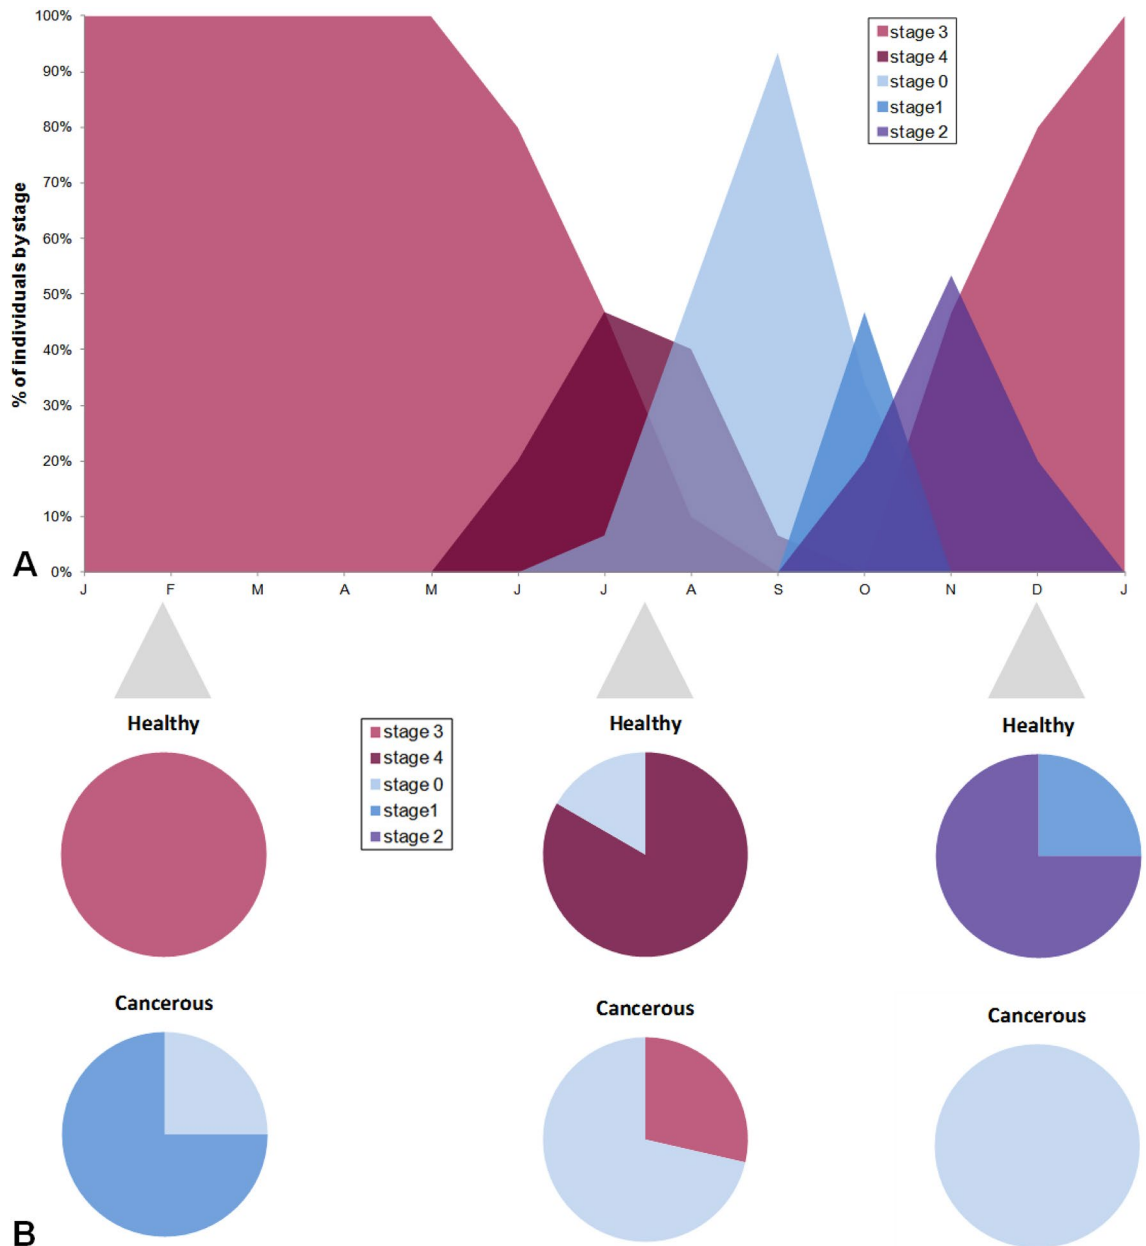 100%
90%
80%
70%
60%
50%
40%
30%
20%
10%
0%
% of individuals by stage
stage 3
stage 4
stage 0
stage1
stage 2
A
J F M A M J J A S O N D J
Healthy
Healthy
Healthy
stage 3
stage 4
stage 0
stage1
stage 2
Cancerous
Cancerous
Cancerous
B